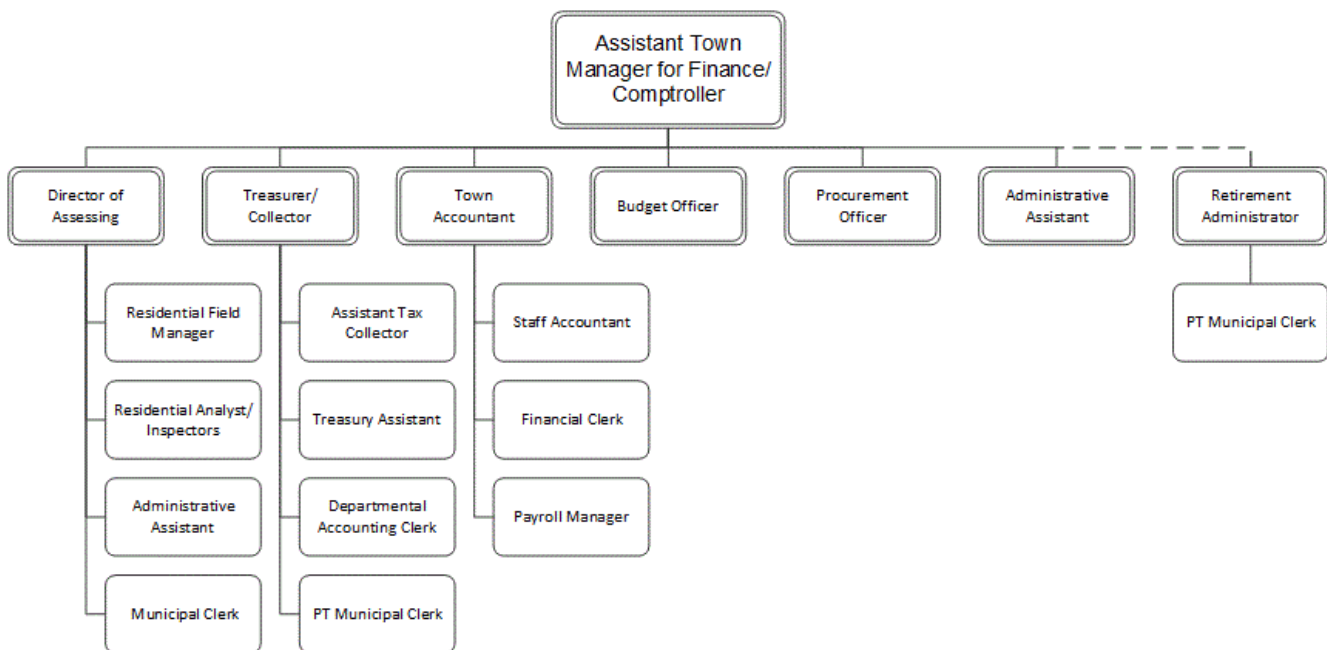 Assistant Town
Manager for Finance/
Comptroller
Director of
Assessing
Treasurer/
Collector
Town
Accountant
Budget Officer
Procurement
Officer
Administrative
Assistant
Retirement
Administrator
Residential Field
Manager
Assistant Tax
Collector
Staff Accountant
PT Municipal Clerk
Residential Analyst/
Inspectors
Treasury Assistant
Financial Clerk
Administrative
Assistant
Departmental
Accounting Clerk
Payroll Manager
Municipal Clerk
PT Municipal Clerk